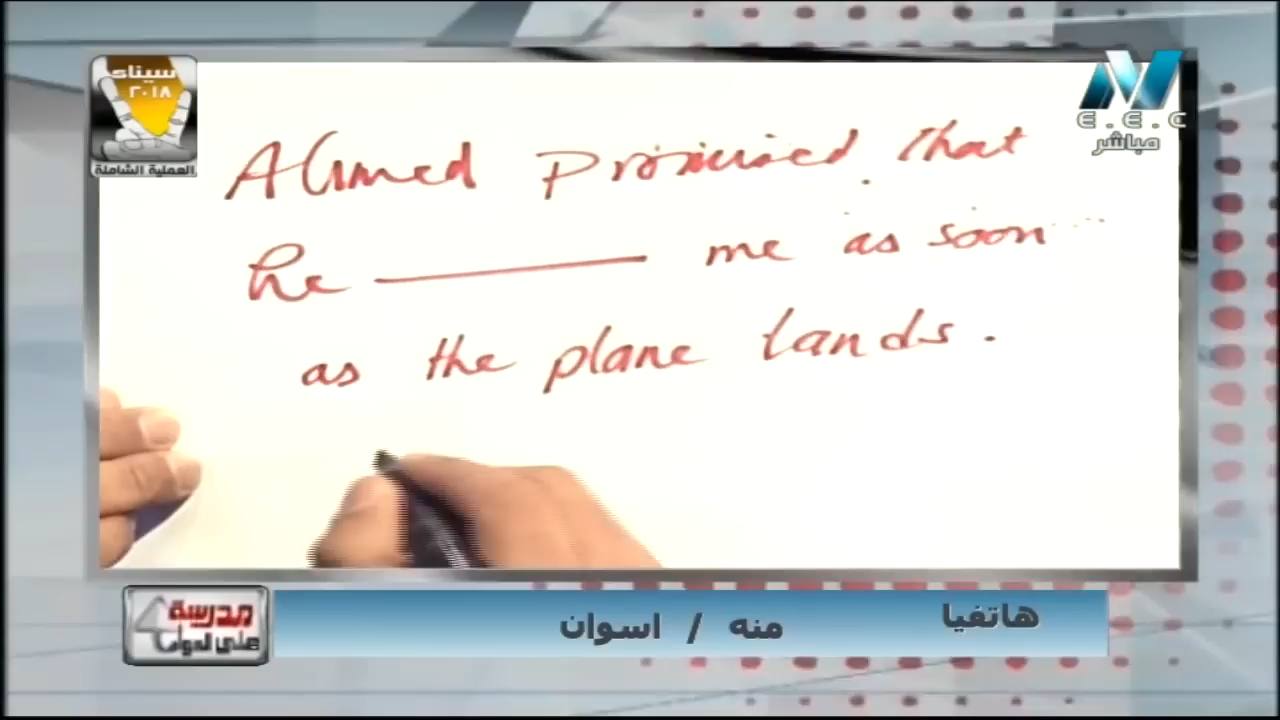 سيناء
٢٠١٨
العملية الشاملة
E.E.C
مباشر
Ahmed promised that
he ________ me as soon
as the plane lands.
مدرسة
على الهواء
هاتفيا
منه / اسوان